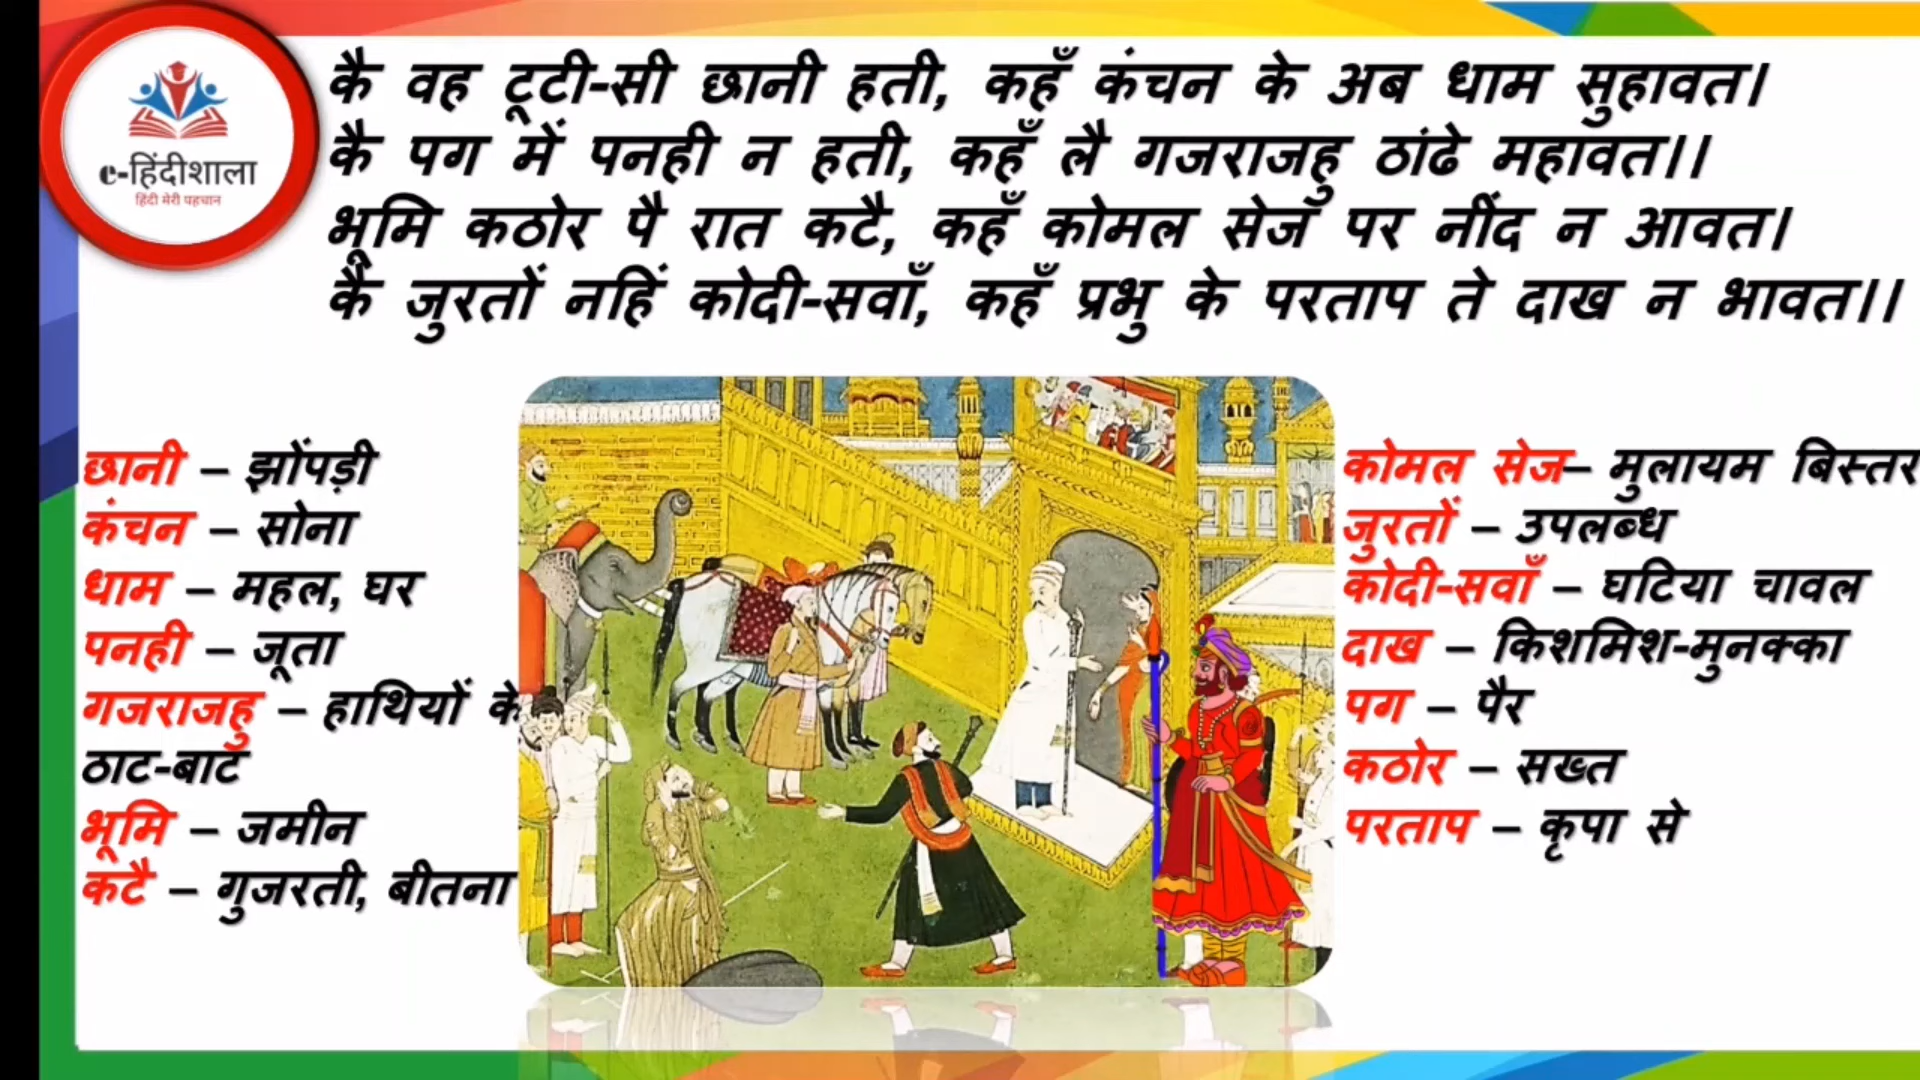 e-हिंदीशाला
हिंदी मेरी पहचान
कै वह टूटी-सी छानी हती, कहँ कंचन के अब धाम सुहावत।
कै पग में पनही न हती, कहँ लै गजराजहु ठांढे महावत।।
भूमि कठोर पै रात कटै, कहँ कोमल सेज पर नींद न आवत।
कै जुरतों नहिं कोदी-सवाँ, कहँ प्रभु के परताप ते दाख न भावत।।
छानी – झोंपड़ी
कंचन – सोना
धाम – महल, घर
पनही – जूता
गजराजहु – हाथियों के
ठाट-बाट
भूमि – जमीन
कटै – गुजरती, बीतना
कोमल सेज– मुलायम बिस्तर
जुरतों – उपलब्ध
कोदी-सवाँ – घटिया चावल
दाख – किशमिश-मुनक्का
पग – पैर
कठोर – सख्त
परताप – कृपा से